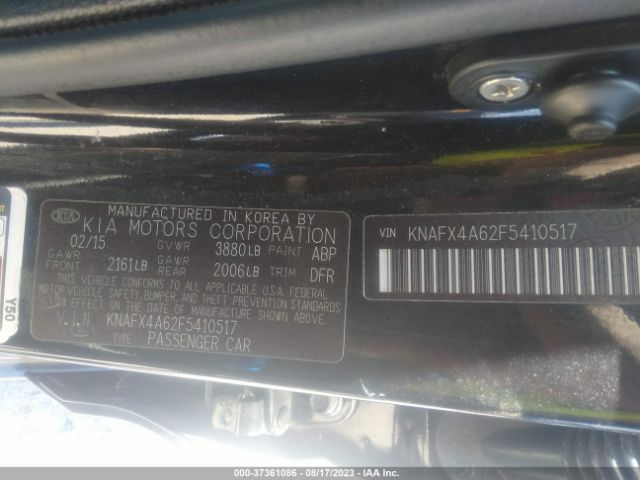 KIA
MANUFACTURED IN KOREA BY
KIA MOTORS CORPORATION
02/15 GVWR 3880LB PAINT ABP
GAWR FRONT 2161LB GAWR REAR 2006LB TRIM DFR
THIS VEHICLE CONFORMS TO ALL APPLICABLE U.S.A FEDERAL
MOTOR VEHICLE SAFETY, BUMPER, AND THEFT PREVENTION STANDARDS
IN EFFECT ON THE DATE OF MANUFACTURE SHOWN ABOVE.
V.I.N KNAFX4A62F5410517
TYPE PASSENGER CAR
VIN KNAFX4A62F5410517
Y50
000-37361086 - 08/17/2023 - IAA Inc.